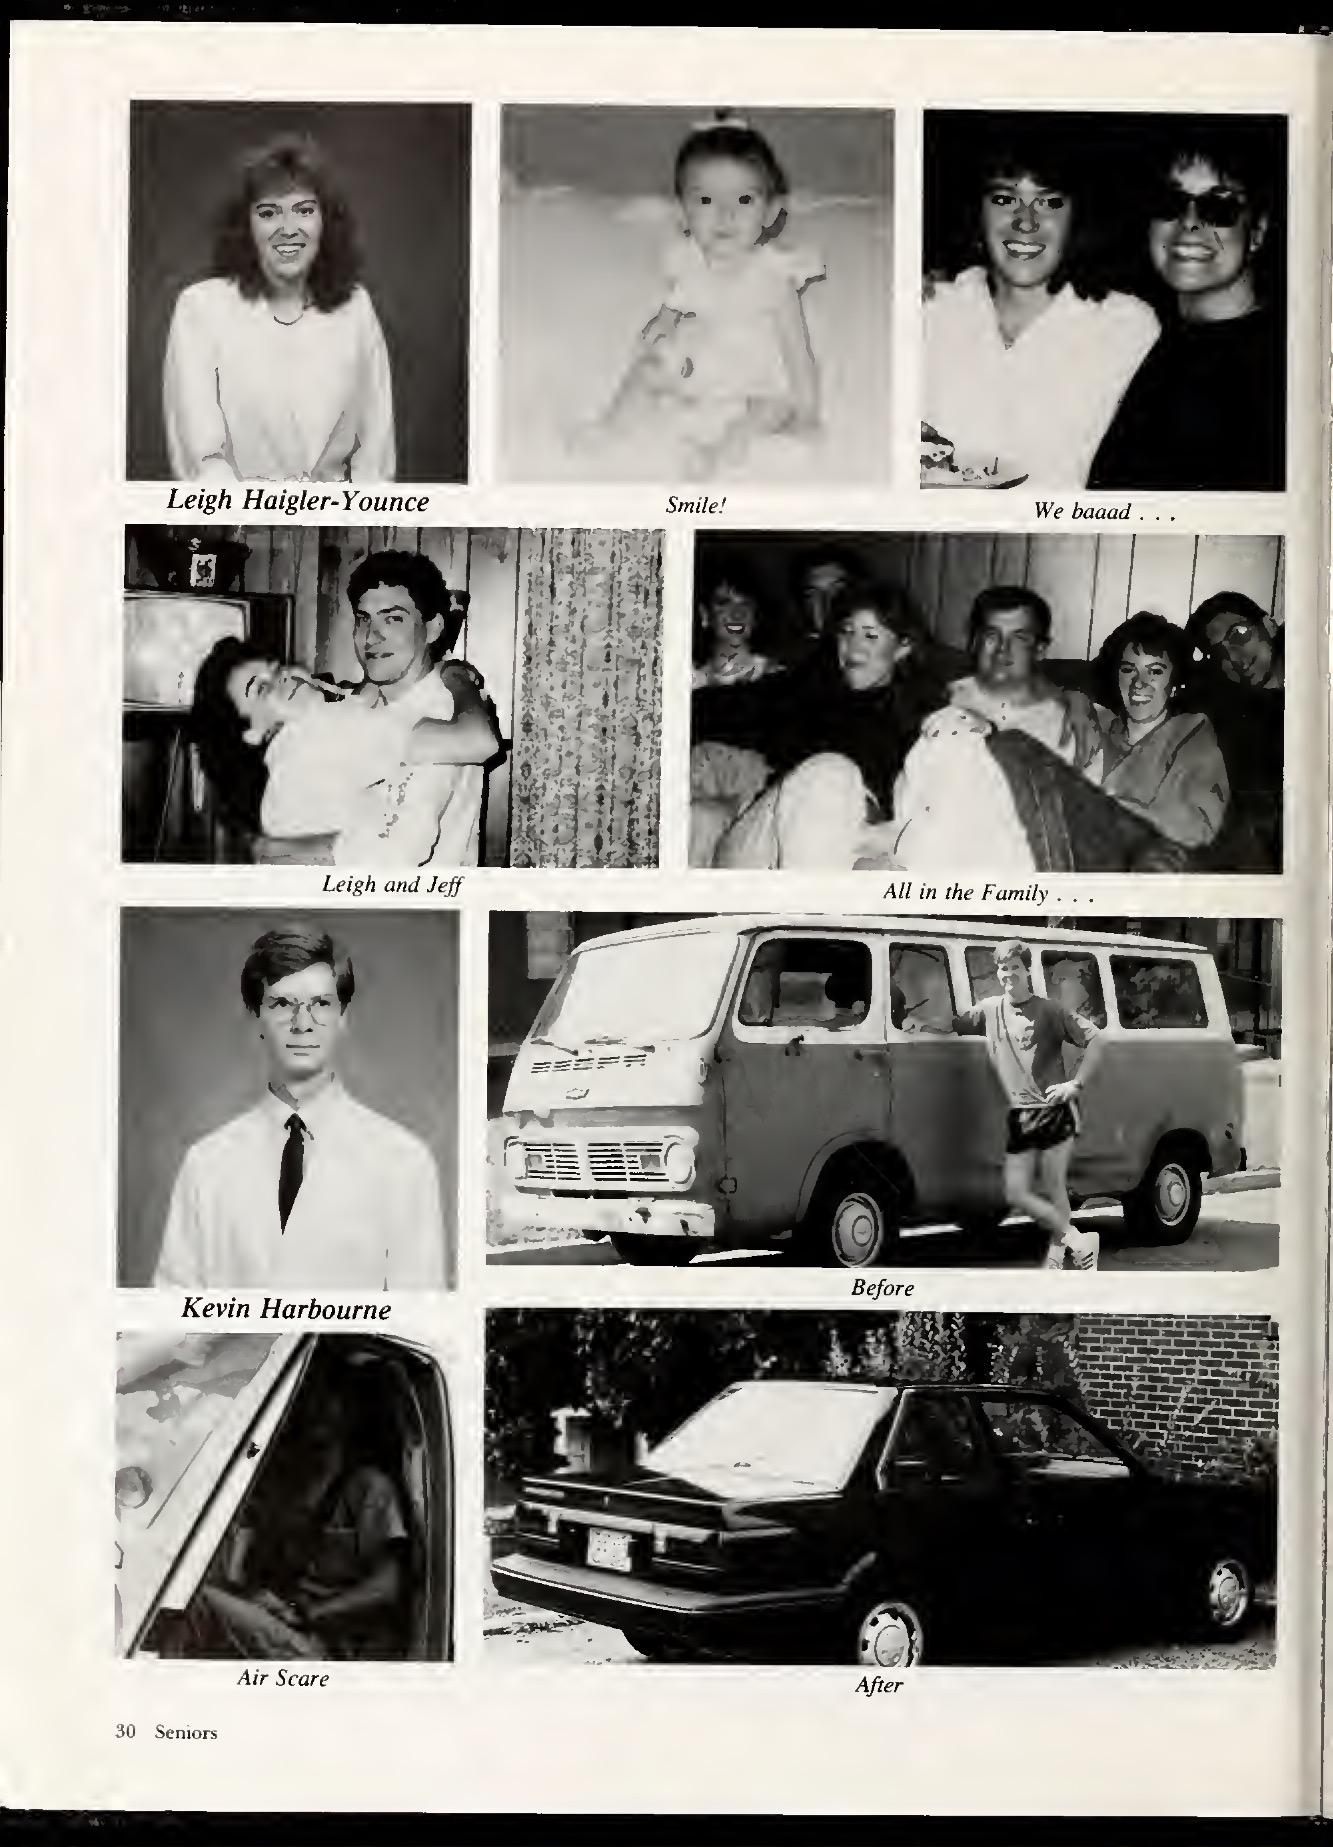 Leigh Haigler-Younce
Smile!
We baaad . . .
Leigh and Jeff
All in the Family . . .
Kevin Harbourne
Before
Air Scare
After
30 Seniors